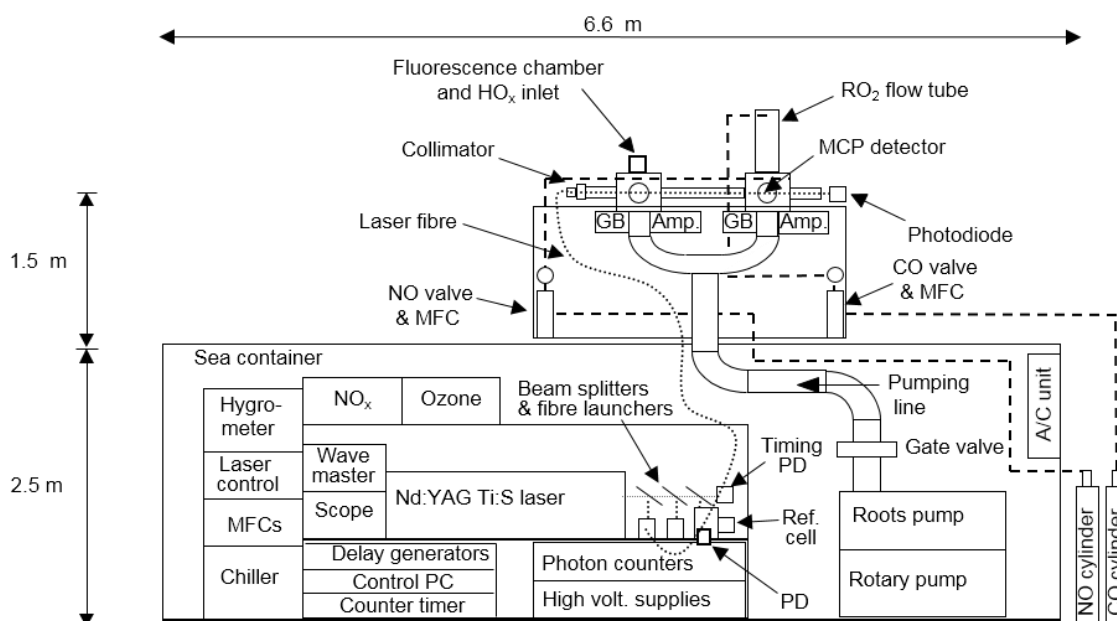 6.6 m
Fluorescence chamber
and HOx inlet
RO2 flow tube
Collimator
MCP detector
Laser fibre
GB Amp. GB Amp.
Photodiode
1.5 m
NO valve
& MFC
CO valve
& MFC
Sea container
Beam splitters
& fibre launchers
Pumping
line
A/C unit
NOx
Ozone
Hygro-
meter
Gate valve
Timing
PD
Wave
master
Laser
control
2.5 m
Nd:YAG Ti:S laser
Scope
MFCs
Ref.
cell
Roots pump
Delay generators
Photon counters
Chiller
Control PC
Rotary pump
Counter timer
High volt. supplies
PD
NO cylinder
CO cylinder